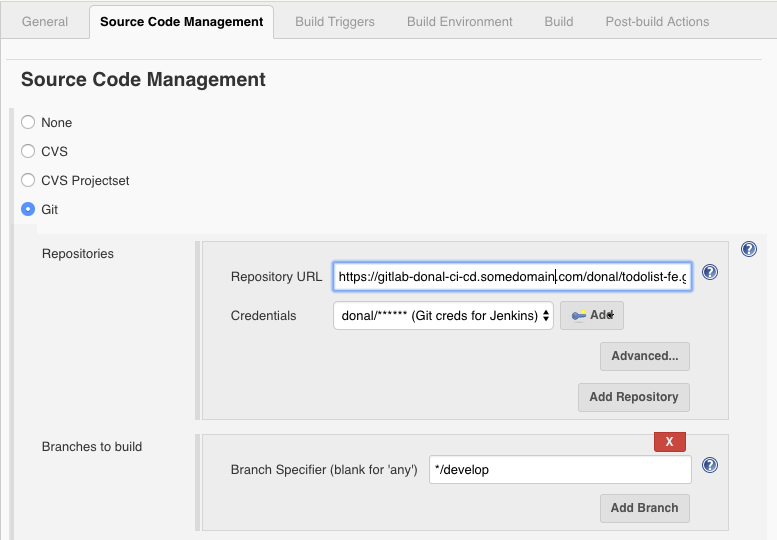 General Source Code Management Build Triggers Build Environment Build Post-build Actions
Source Code Management
None
CVS
CVS Projectset
Git
Repositories
?
Repository URL https://gitlab-donal-ci-cd.somedomain.com/donal/todolist-fe.g ?
Credentials donal/****** (Git creds for Jenkins) Add
Advanced...
Add Repository
Branches to build
X
Branch Specifier (blank for 'any') */develop ?
Add Branch